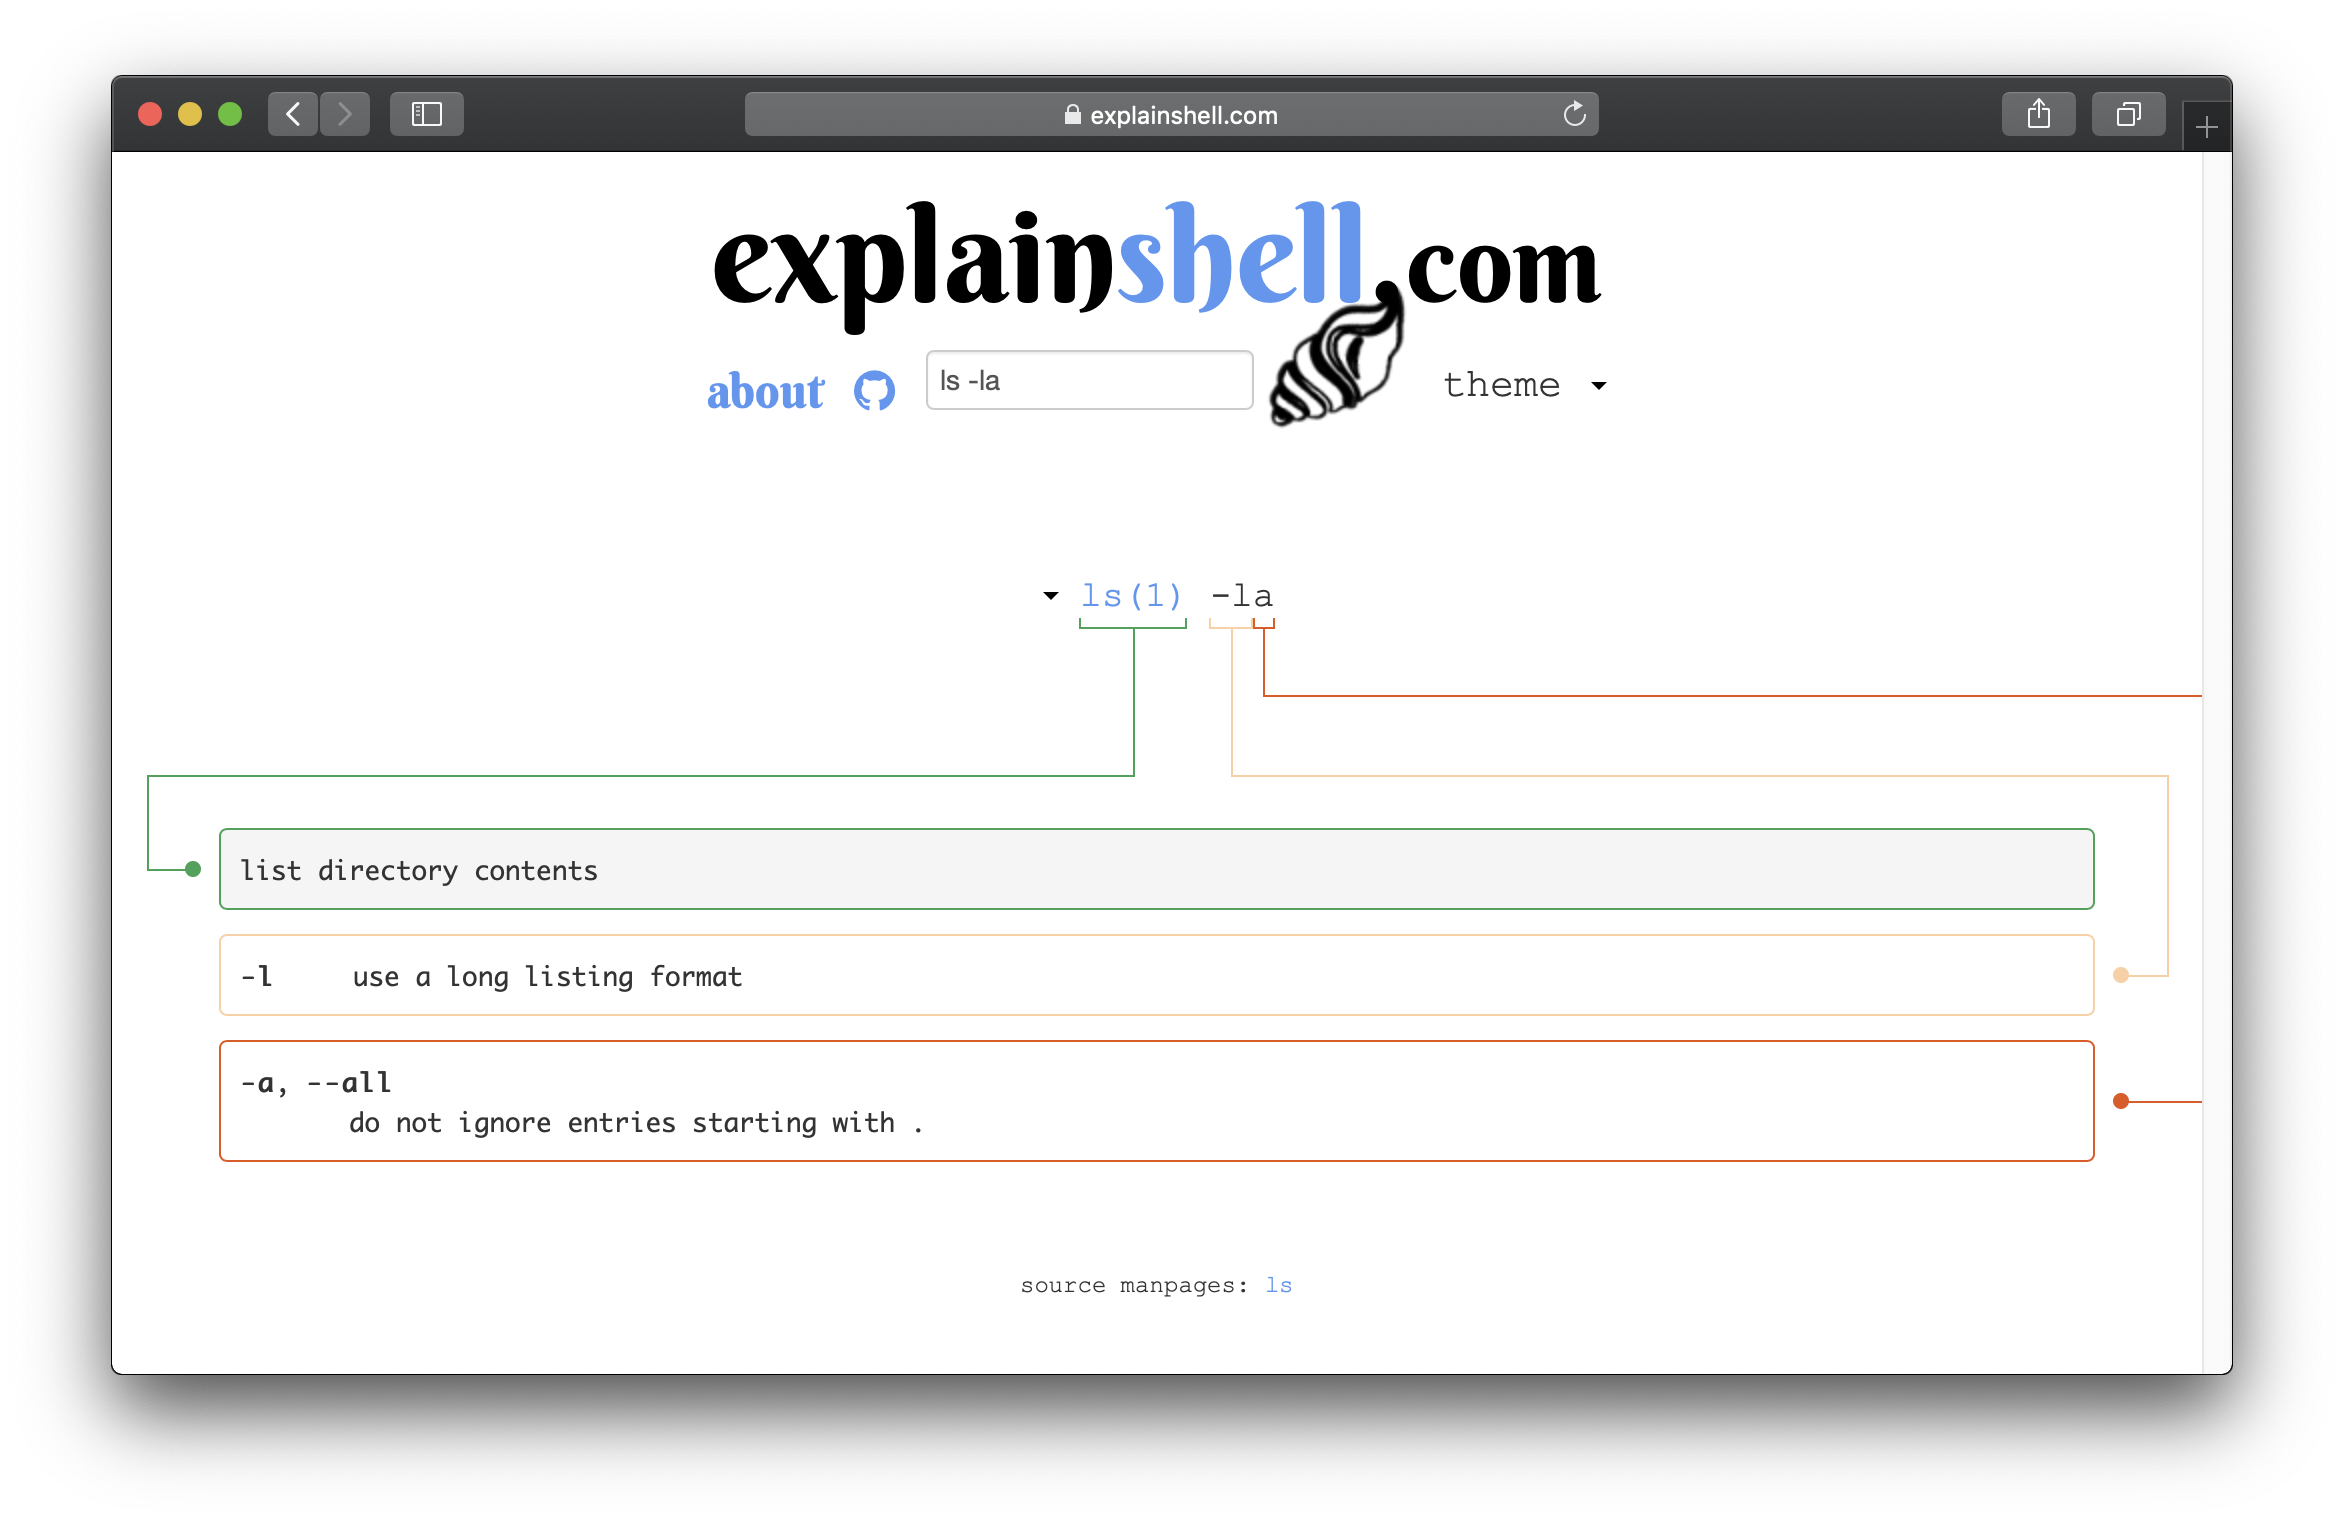 explainshell.com
explainshell.com
about ls -la theme
ls(1) -la
list directory contents
-l use a long listing format
-a, --all
do not ignore entries starting with .
source manpages: ls